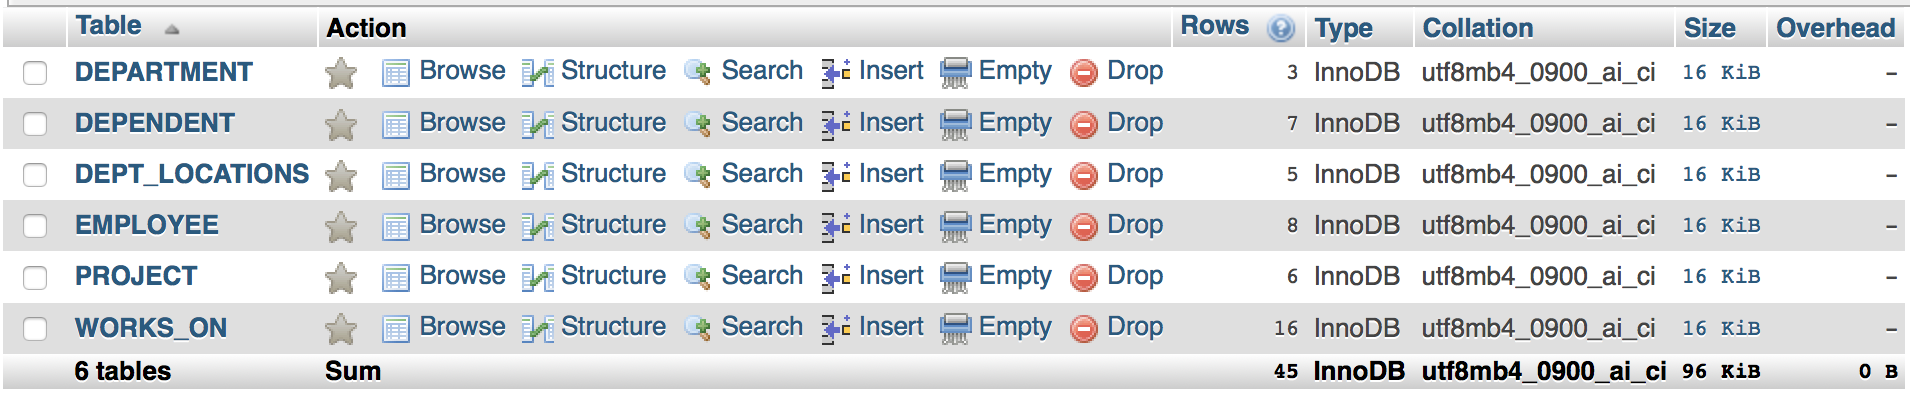 Table Action Rows Type Collation Size Overhead
DEPARTMENT Browse Structure Search Insert Empty Drop 3 InnoDB utf8mb4_0900_ai_ci 16 KiB –
DEPENDENT Browse Structure Search Insert Empty Drop 7 InnoDB utf8mb4_0900_ai_ci 16 KiB –
DEPT_LOCATIONS Browse Structure Search Insert Empty Drop 5 InnoDB utf8mb4_0900_ai_ci 16 KiB –
EMPLOYEE Browse Structure Search Insert Empty Drop 8 InnoDB utf8mb4_0900_ai_ci 16 KiB –
PROJECT Browse Structure Search Insert Empty Drop 6 InnoDB utf8mb4_0900_ai_ci 16 KiB –
WORKS_ON Browse Structure Search Insert Empty Drop 16 InnoDB utf8mb4_0900_ai_ci 16 KiB –
6 tables Sum 45 InnoDB utf8mb4_0900_ai_ci 96 KiB 0 B